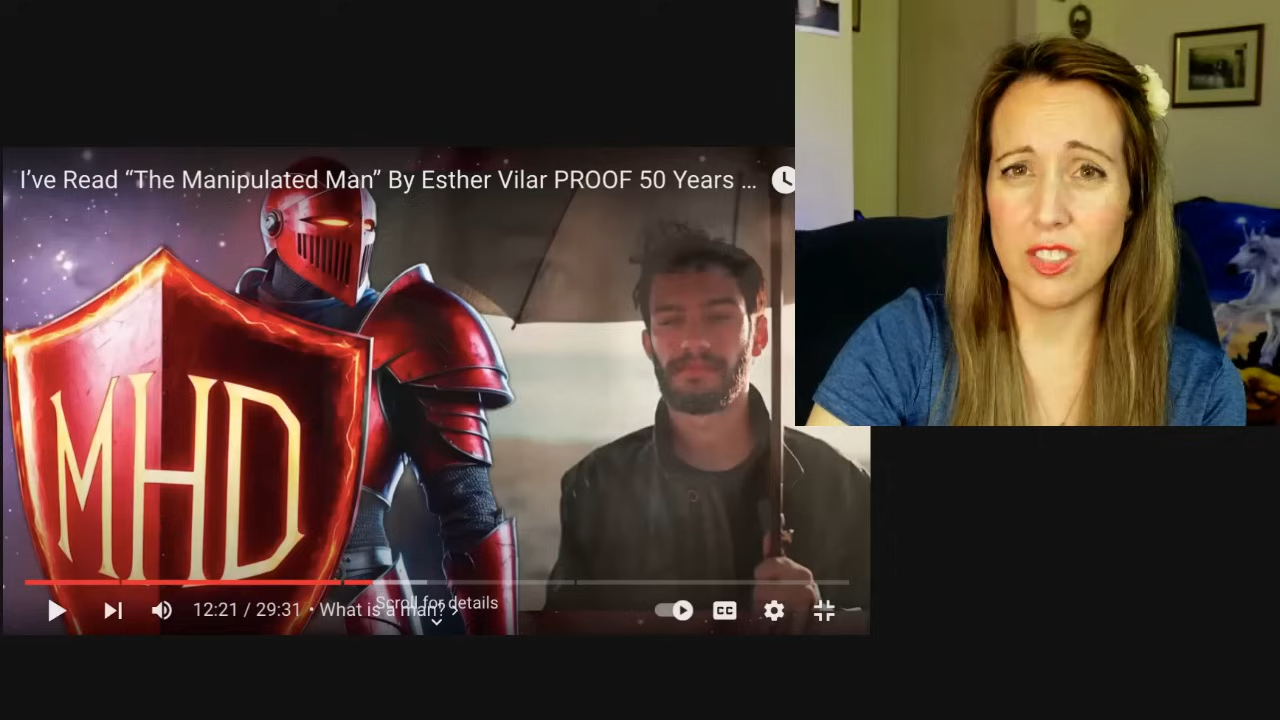 I've Read “The Manipulated Man” By Esther Vilar PROOF 50 Years ...
MHD
12:21 / 29:31 • What is a man? ›
Scroll for details
CC